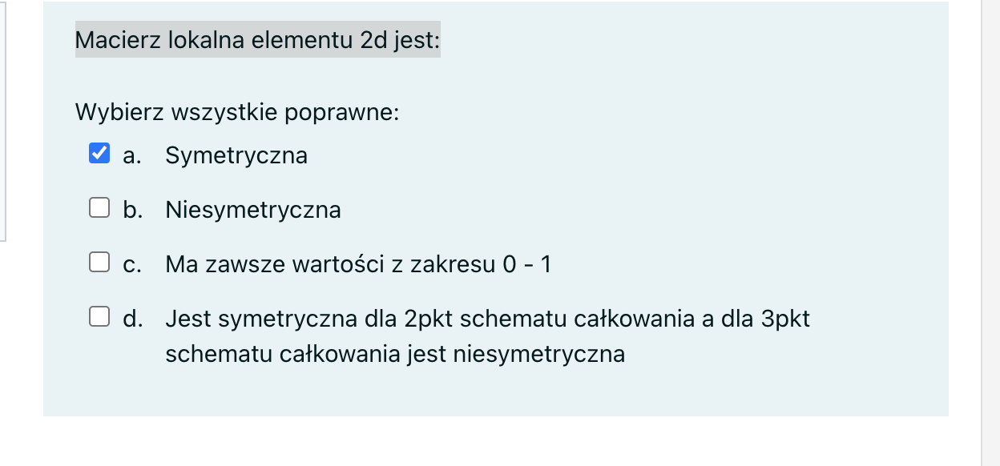 Macierz lokalna elementu 2d jest:
Wybierz wszystkie poprawne:
a. Symetryczna
b. Niesymetryczna
c. Ma zawsze wartości z zakresu 0 - 1
d. Jest symetryczna dla 2pkt schematu całkowania a dla 3pkt
schematu całkowania jest niesymetryczna